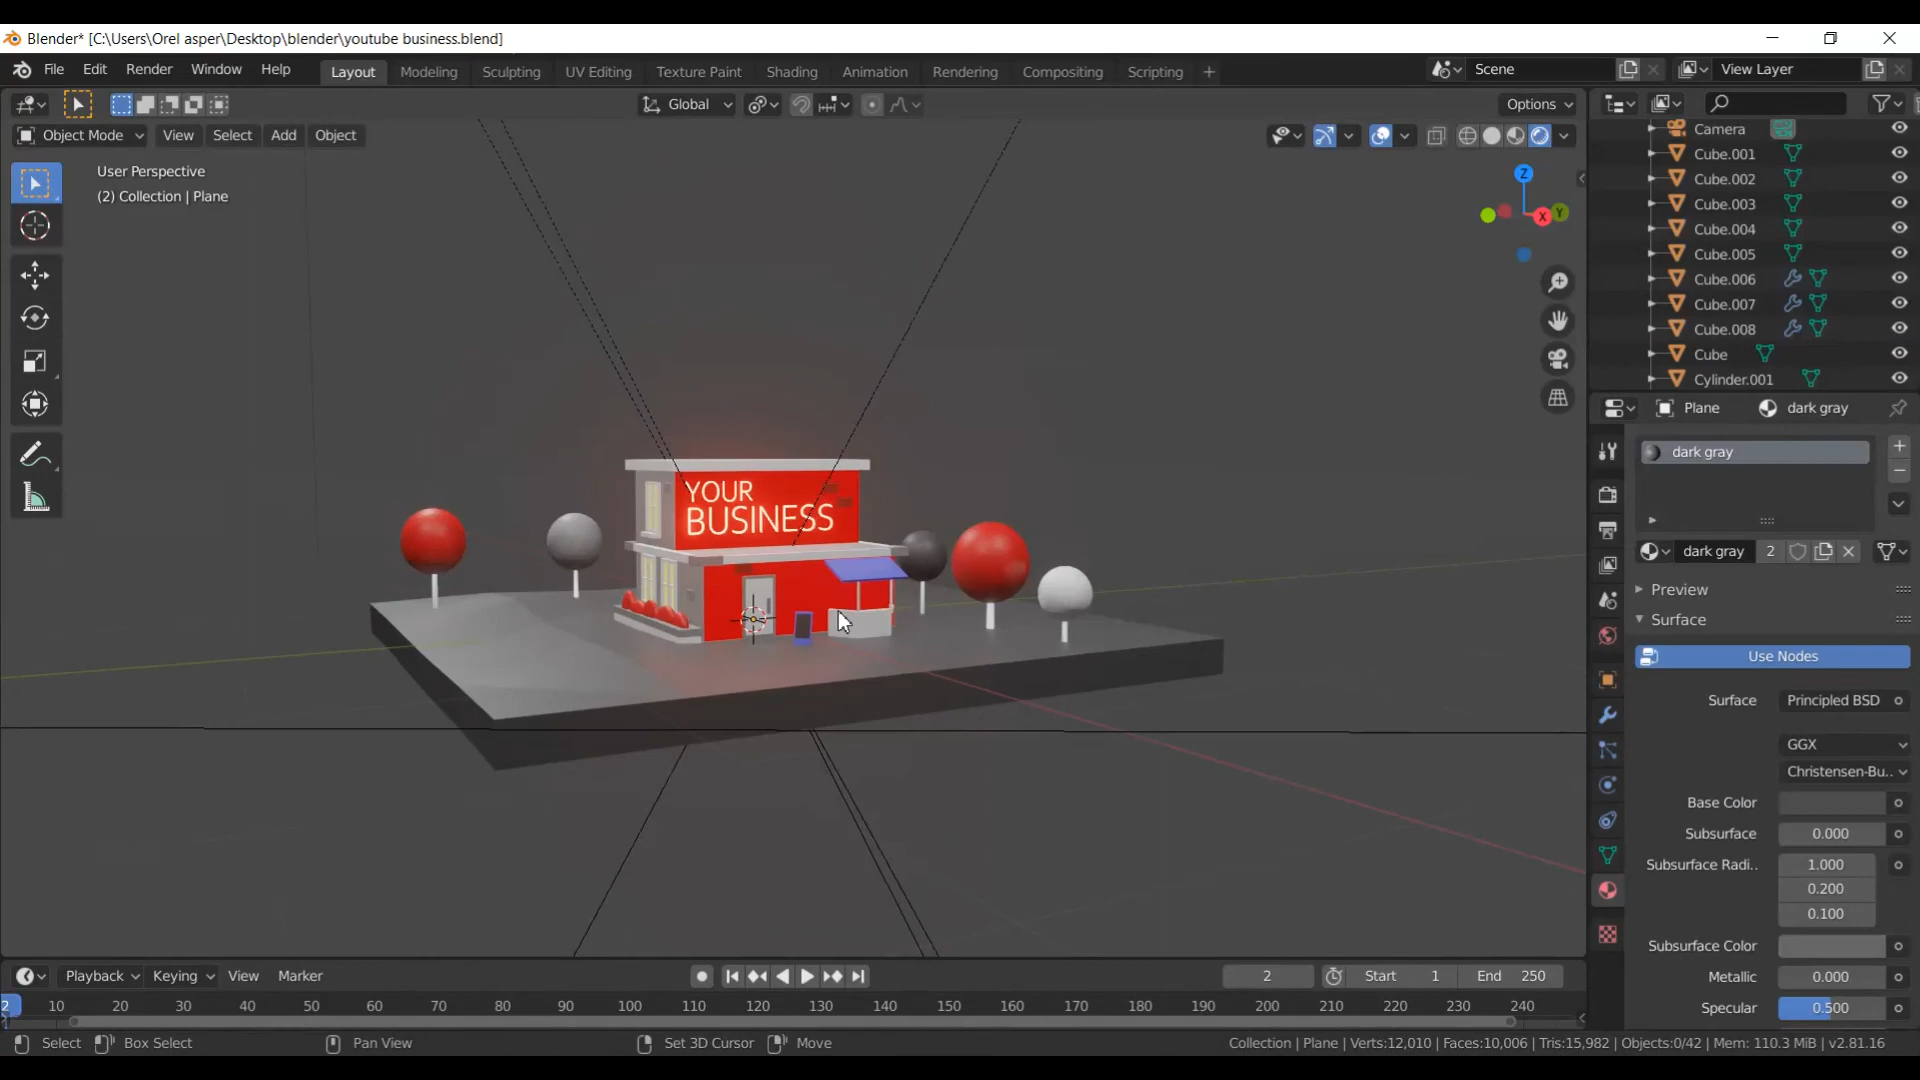 Blender* [C:\Users\Orel asper\Desktop\blender\youtube business.blend]
File Edit Render Window Help Layout Modeling Sculpting UV Editing Texture Paint Shading Animation Rendering Compositing Scripting + Scene View Layer
Global Options
Object Mode View Select Add Object
User Perspective
(2) Collection | Plane
Z
X
Y
YOUR
BUSINESS
Camera
Cube.001
Cube.002
Cube.003
Cube.004
Cube.005
Cube.006
Cube.007
Cube.008
Cube
Cylinder.001
Plane dark gray
dark gray
dark gray 2
Preview
Surface
Use Nodes
Surface Principled BSD
GGX
Christensen-Bu..
Base Color
Subsurface 0.000
Subsurface Radi.. 1.000
0.200
0.100
Subsurface Color
Metallic 0.000
Specular 0.500
Playback Keying View Marker 2 Start 1 End 250
2 10 20 30 40 50 60 70 80 90 100 110 120 130 140 150 160 170 180 190 200 210 220 230 240
Select Box Select Pan View Set 3D Cursor Move Collection | Plane | Verts:12,010 | Faces:10,006 | Tris:15,982 | Objects:0/42 | Mem: 110.3 MiB | v2.81.16